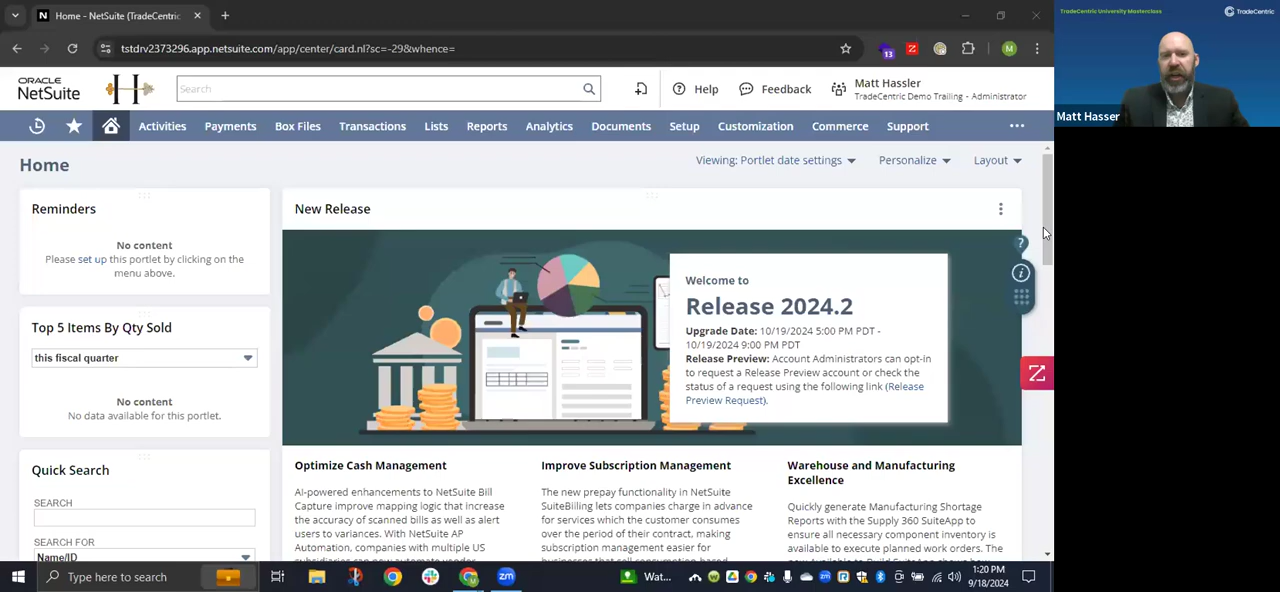 Home - NetSuite (TradeCentric
tstdrv2373296.app.netsuite.com/app/center/card.nl?sc=-29&whence=
13
M
TradeCentric University Masterclass
TradeCentric
ORACLE
NETSUITE
H
Search
Help
Feedback
Matt Hassler
TradeCentric Demo Trailing - Administrator
Activities
Payments
Box Files
Transactions
Lists
Reports
Analytics
Documents
Setup
Customization
Commerce
Support
Matt Hasser
Home
Viewing: Portlet date settings
Personalize
Layout
Reminders
No content
Please set up this portlet by clicking on the
menu above.
Top 5 Items By Qty Sold
this fiscal quarter
No content
No data available for this portlet.
Quick Search
SEARCH
SEARCH FOR
Name/ID
New Release
Welcome to
Release 2024.2
Upgrade Date: 10/19/2024 5:00 PM PDT -
10/19/2024 9:00 PM PDT
Release Preview: Account Administrators can opt-in
to request a Release Preview account or check the
status of a request using the following link (Release
Preview Request).
Optimize Cash Management
AI-powered enhancements to NetSuite Bill
Capture improve mapping logic that increase
the accuracy of scanned bills as well as alert
users to variances. With NetSuite AP
Automation, companies with multiple US
Improve Subscription Management
The new prepay functionality in NetSuite
SuiteBilling lets companies charge in advance
for services which the customer consumes
over the period of their contract, making
subscription management easier for
Warehouse and Manufacturing
Excellence
Quickly generate Manufacturing Shortage
Reports with the Supply 360 SuiteApp to
ensure all necessary component inventory is
available to execute planned work orders. The
Type here to search
zm
Wat...
zm
1:20 PM
9/18/2024